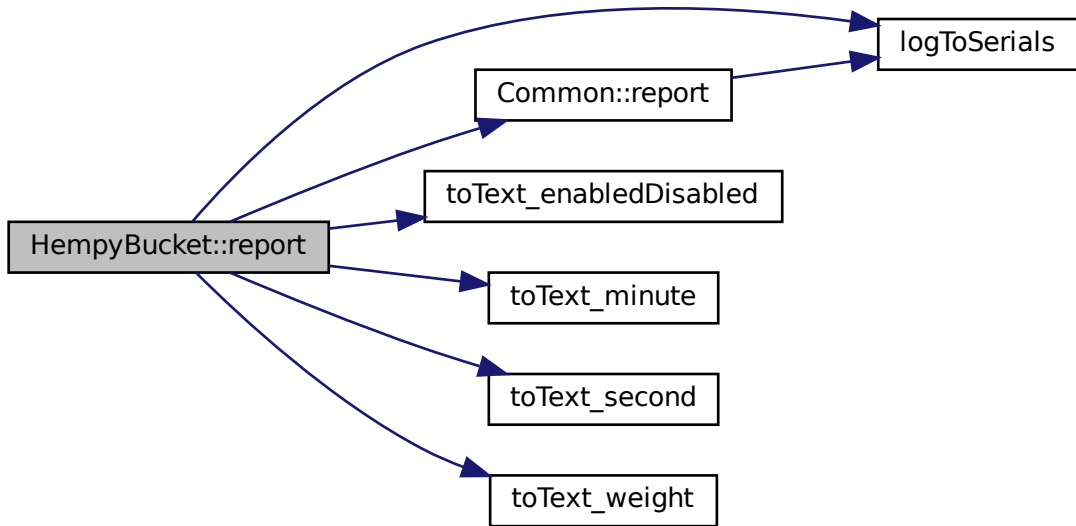 logToSerials
Common::report
toText_enabledDisabled
HempyBucket::report
toText_minute
toText_second
toText_weight